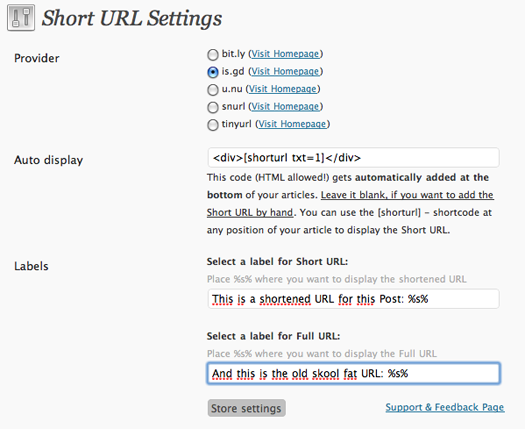 Short URL Settings
Provider
bit.ly (Visit Homepage)
is.gd (Visit Homepage)
u.nu (Visit Homepage)
snurl (Visit Homepage)
tinyurl (Visit Homepage)
Auto display
<div>[shorturl txt=1]</div>
This code (HTML allowed!) gets automatically added at the
bottom of your articles. Leave it blank, if you want to add the
Short URL by hand. You can use the [shorturl] - shortcode at
any position of your article to display the Short URL.
Labels
Select a label for Short URL:
Place %s% where you want to display the shortened URL
This is a shortened URL for this Post: %s%
Select a label for Full URL:
Place %s% where you want to display the Full URL
And this is the old skool fat URL: %s%
Store settings
Support & Feedback Page